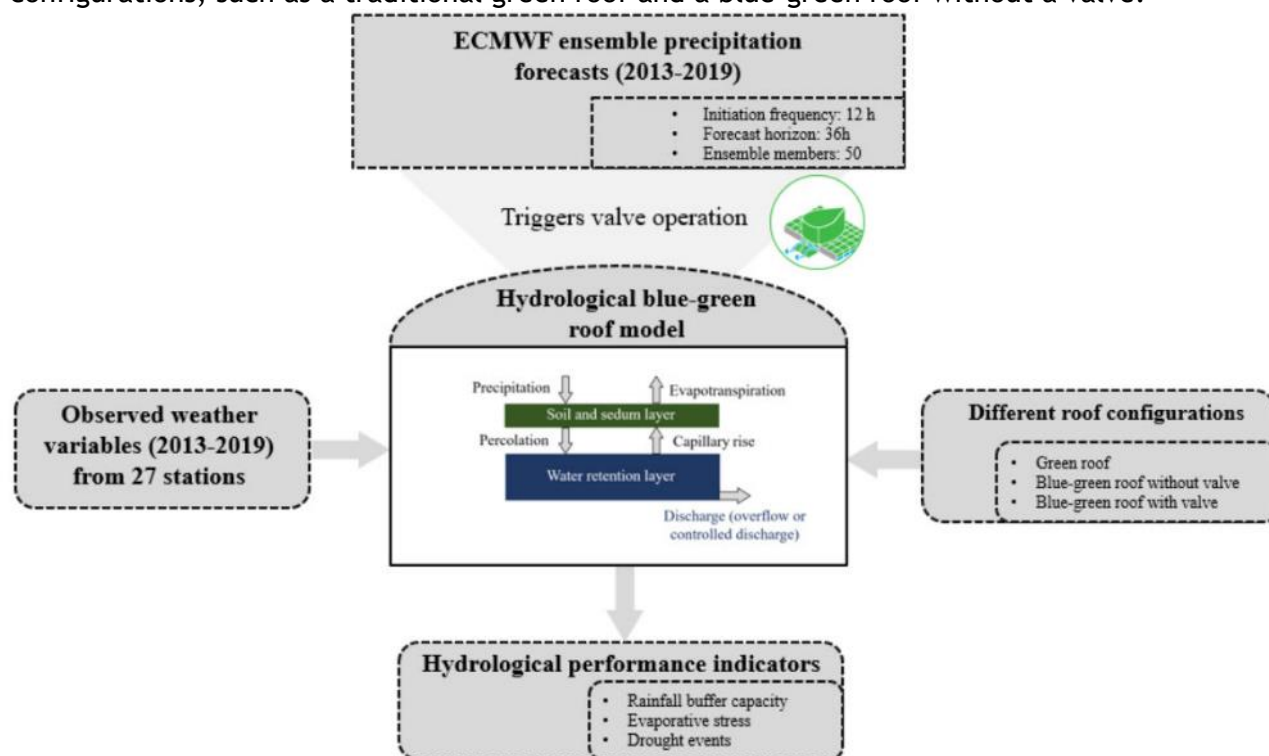 configurations, such as a traditional green roof and a blue-green roof without a valve.
ECMWF ensemble precipitation
forecasts (2013-2019)
• Initiation frequency: 12 h
• Forecast horizon: 36h
• Ensemble members: 50
Triggers valve operation
Hydrological blue-green
roof model
Precipitation
Evapotranspiration
Soil and sedum layer
Percolation
Capillary rise
Water retention layer
Discharge (overflow or
controlled discharge)
Observed weather
variables (2013-2019)
from 27 stations
Different roof configurations
• Green roof
• Blue-green roof without valve
• Blue-green roof with valve
Hydrological performance indicators
• Rainfall buffer capacity
• Evaporative stress
• Drought events